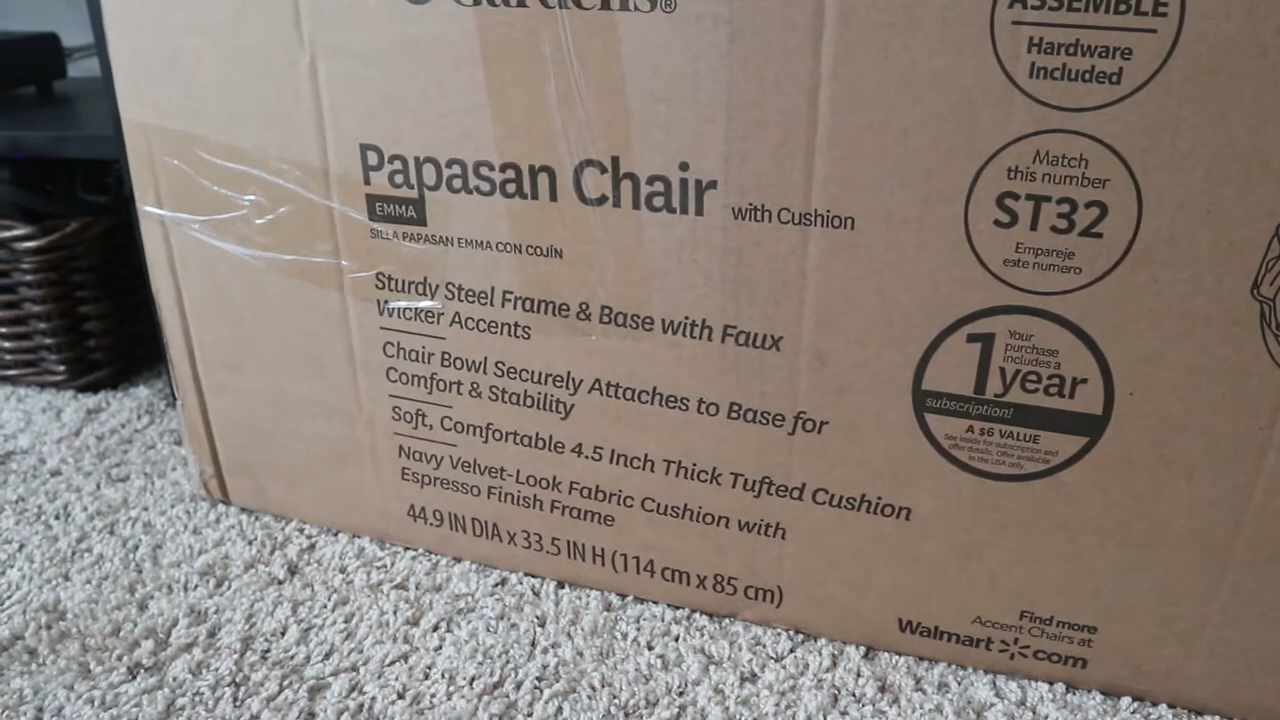 & Gardens®
Papasan Chair with Cushion
EMMA
SILLA PAPASAN EMMA CON COJÍN
Sturdy Steel Frame & Base with Faux
Wicker Accents
Chair Bowl Securely Attaches to Base for
Comfort & Stability
Soft, Comfortable 4.5 Inch Thick Tufted Cushion
Navy Velvet-Look Fabric Cushion with
Espresso Finish Frame
44.9 IN DIA x 33.5 IN H (114 cm x 85 cm)
ASSEMBLE
Hardware
Included
Match
this number
ST32
Empareje
este numero
Your
purchase
includes a
1 year
subscription!
A $6 VALUE
See inside for subscription and
offer details. Offer available
in the USA only.
Find more
Accent Chairs at
Walmart com